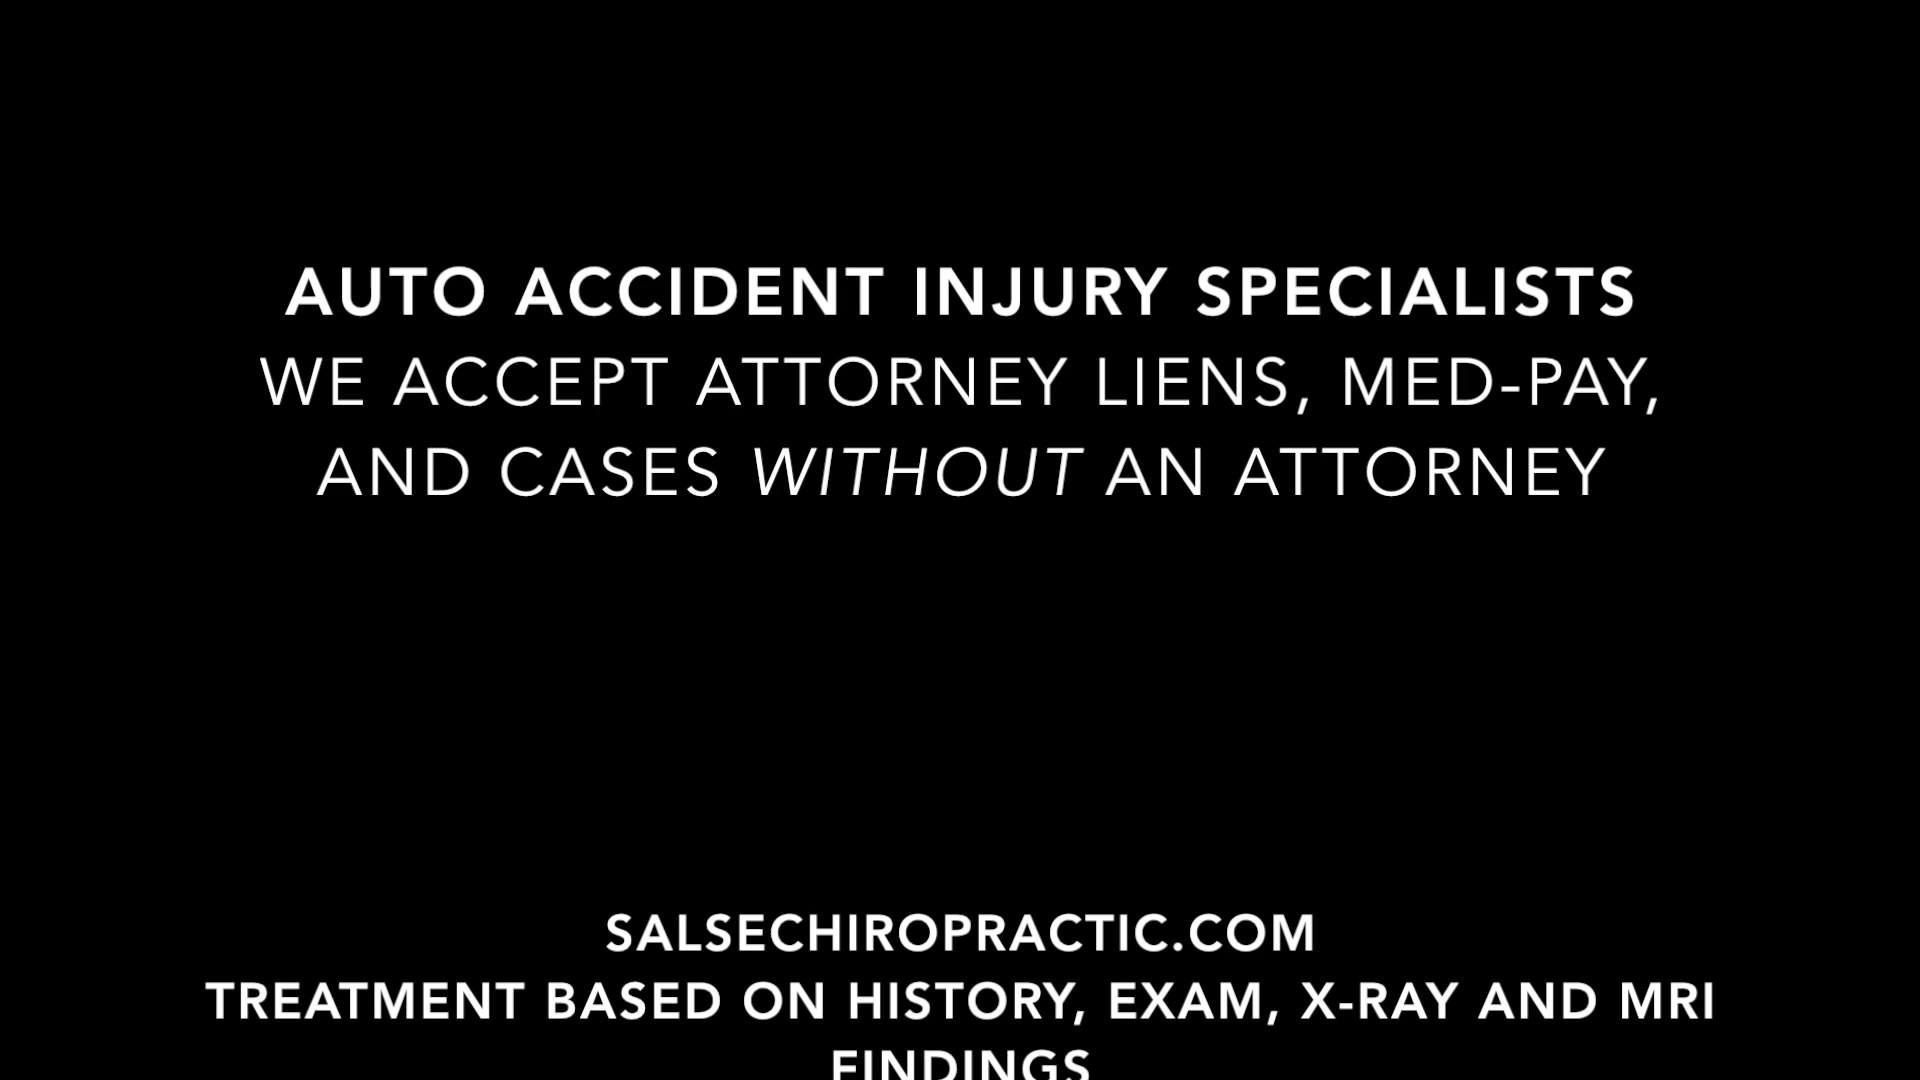 AUTO ACCIDENT INJURY SPECIALISTS
WE ACCEPT ATTORNEY LIENS, MED-PAY,
AND CASES WITHOUT AN ATTORNEY
SALSECHIROPRACTIC.COM
TREATMENT BASED ON HISTORY, EXAM, X-RAY AND MRI
FINDINGS